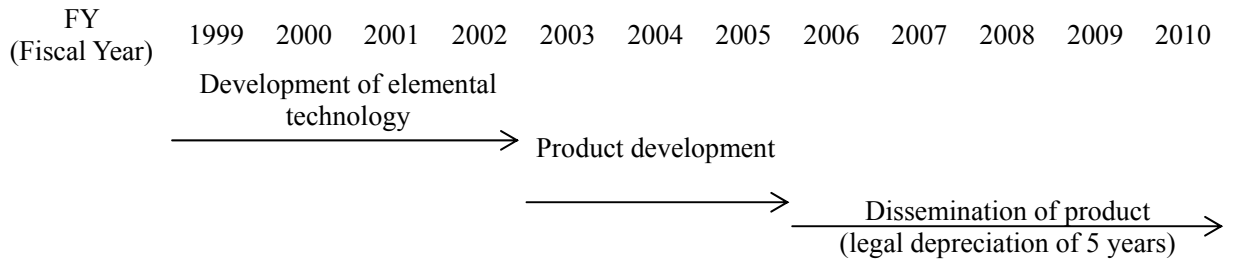 FY
(Fiscal Year)
1999 2000 2001 2002 2003 2004 2005 2006 2007 2008 2009 2010
Development of elemental
technology
Product development
Dissemination of product
(legal depreciation of 5 years)